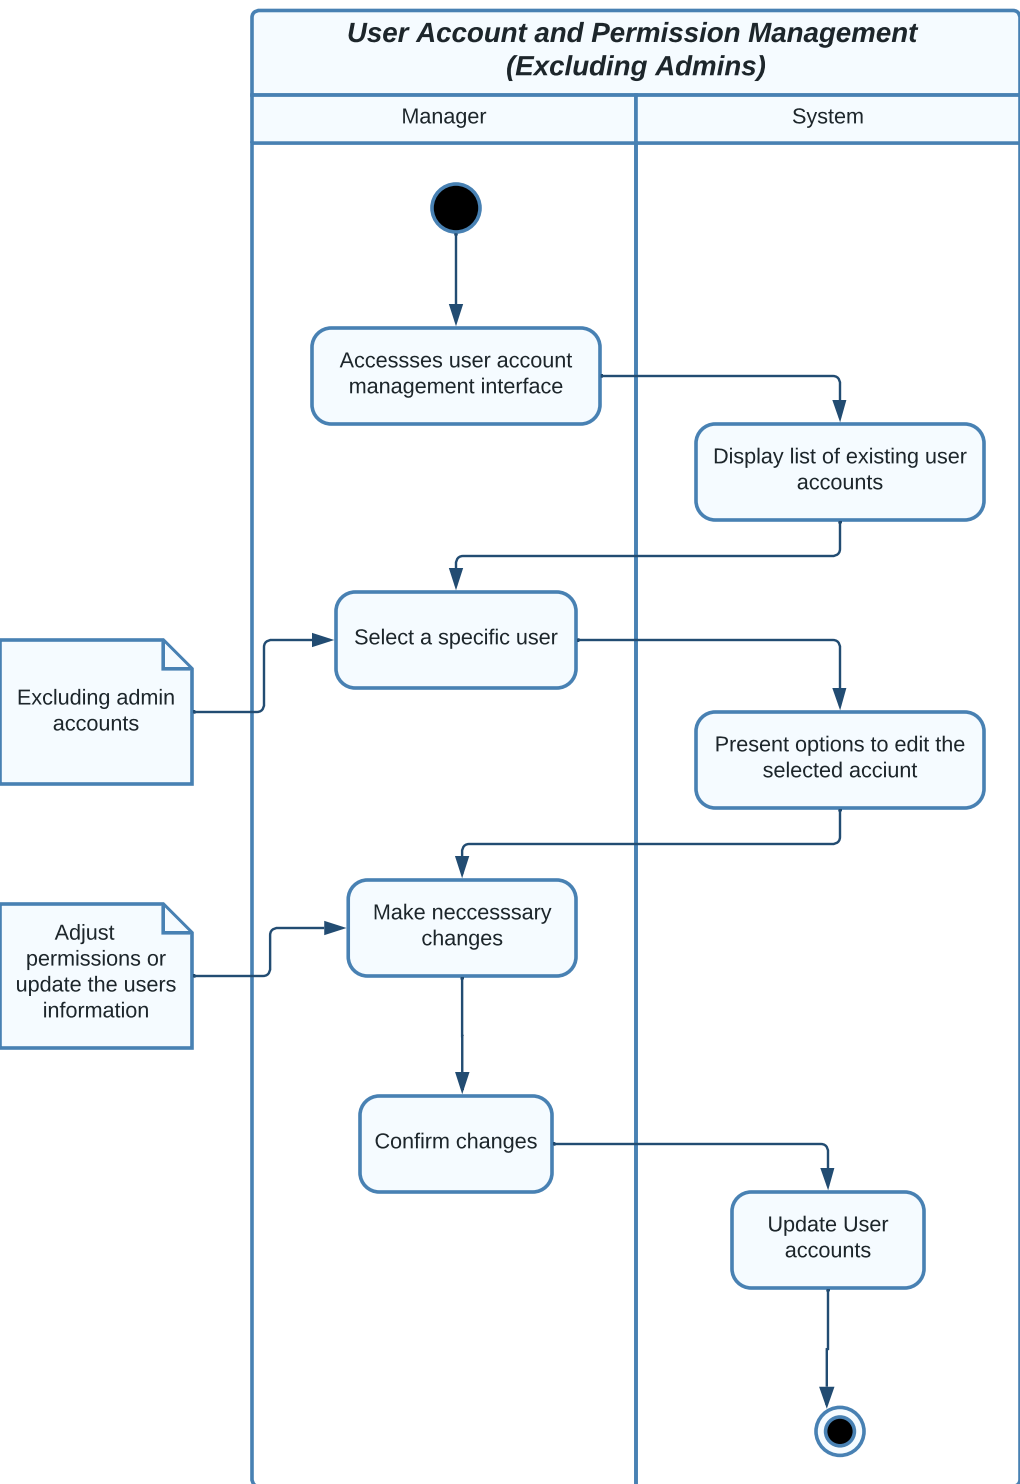 User Account and Permission Management
(Excluding Admins)
Manager
System
Accessses user account
management interface
Display list of existing user
accounts
Select a specific user
Excluding admin
accounts
Present options to edit the
selected acciunt
Make neccesssary
changes
Adjust
permissions or
update the users
information
Confirm changes
Update User
accounts